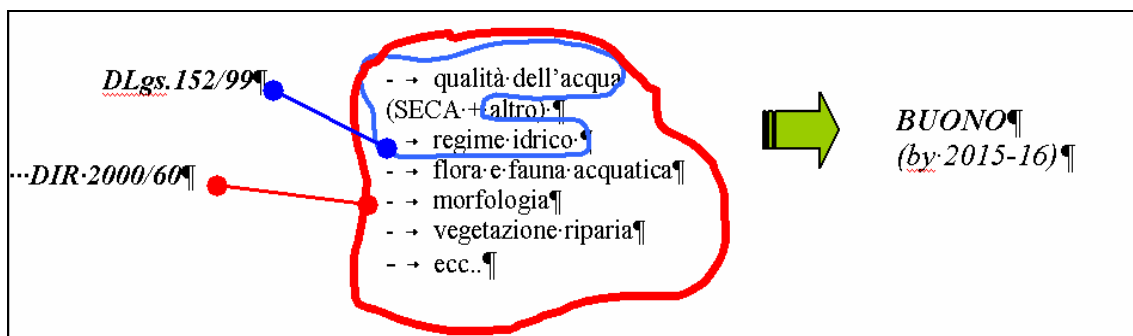 DLgs.152/99¶
···DIR·2000/60¶
- → qualità·dell'acqua
(SECA·+·altro)·¶
- → regime·idrico·¶
- → flora·e·fauna·acquatica¶
- → morfologia¶
- → vegetazione·riparia¶
- → ecc..¶
BUONO¶
(by·2015-16)¶